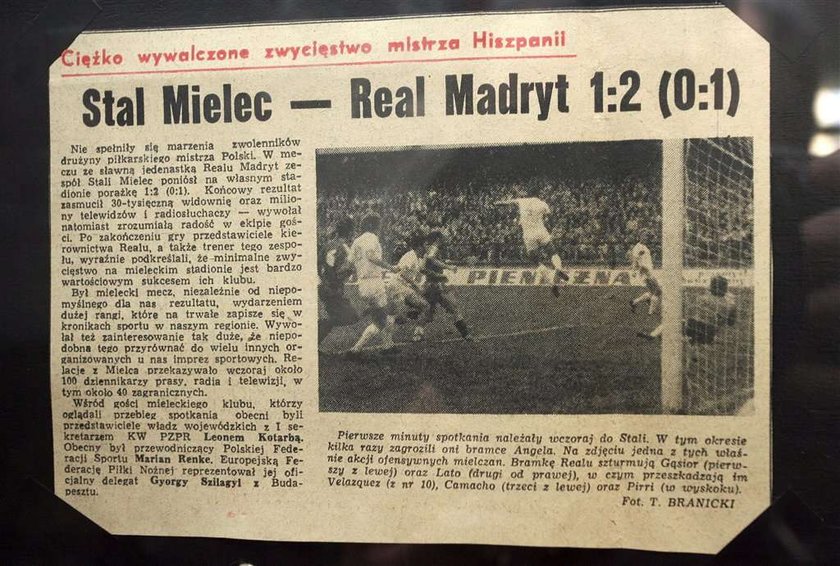 Ciężko wywalczone zwycięstwo mistrza Hiszpanii
Stal Mielec — Real Madryt 1:2 (0:1)
Nie spełniły się marzenia zwolenników
drużyny piłkarskiego mistrza Polski. W me-
czu ze sławną jedenastką Realu Madryt ze-
spół Stali Mielec poniósł na własnym sta-
dionie porażkę 1:2 (0:1). Końcowy rezultat
zasmucił 30-tysięczną widownię oraz milio-
ny telewidzów i radiosłuchaczy — wywołał
natomiast zrozumiałą radość w ekipie goś-
ci. Po zakończeniu gry przedstawiciele kie-
rownictwa Realu, a także trener tego zespo-
łu, wyraźnie podkreślali, że minimalne zwy-
cięstwo na mieleckim stadionie jest bardzo
wartościowym sukcesem ich klubu.
Był mielecki mecz, niezależnie od niepo-
myślnego dla nas rezultatu, wydarzeniem
dużej rangi, które na trwałe zapisze się w
kronikach sportu w naszym regionie. Wywo-
łał też zainteresowanie tak duże, że niepo-
dobna tego przyrównać do wielu innych or-
ganizowanych u nas imprez sportowych. Re-
lacje z Mielca przekazywało wczoraj około
100 dziennikarzy prasy, radia i telewizji, w
tym około 40 zagranicznych.
Wśród gości mieleckiego klubu, którzy
oglądali przebieg spotkania obecni byli
przedstawiciele władz wojewódzkich z I se-
kretarzem KW PZPR Leonem Kotarbą.
Obecny był przewodniczący Polskiej Fede-
racji Sportu Marian Renke. Europejską Fe-
derację Piłki Nożnej reprezentował jej ofi-
cjalny delegat Gyorgy Szilagyi z Buda-
pesztu.
PIENIĘŻNA
Pierwsze minuty spotkania należały wczoraj do Stali. W tym okresie
kilka razy zagrozili oni bramce Angela. Na zdjęciu jedna z tych właś-
nie akcji ofensywnych mielczan. Bramkę Realu szturmują Gąsior (pierw-
szy z lewej) oraz Lato (drugi od prawej), w czym przeszkadzają im
Velazquez (z nr 10), Camacho (trzeci z lewej) oraz Pirri (w wyskoku).
Fot. T. BRANICKI